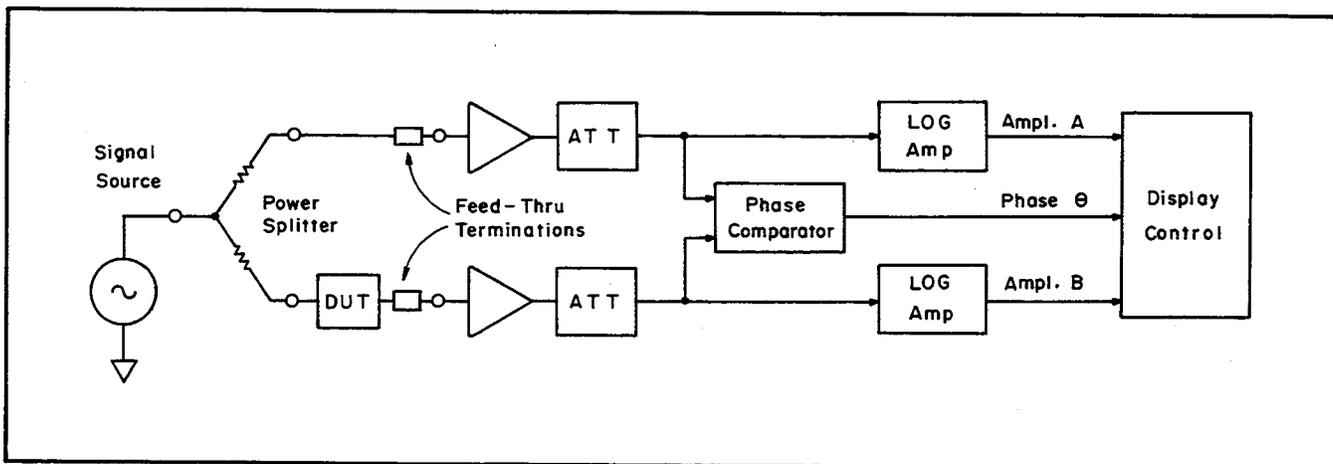 Signal
Source
Power
Splitter
DUT
Feed-Thru
Terminations
ATT
ATT
Phase
Comparator
LOG
Amp
LOG
Amp
Ampl. A
Phase θ
Ampl. B
Display
Control